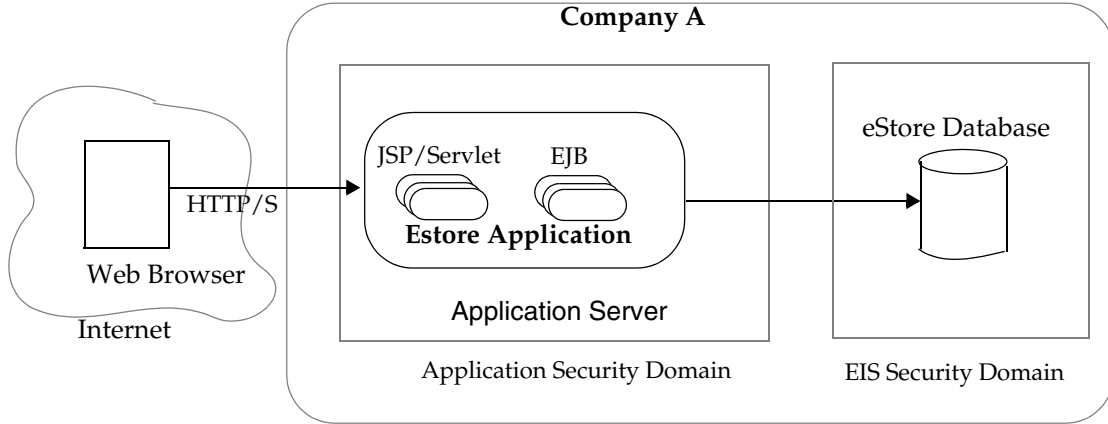 Company A
eStore Database
JSP/Servlet
EJB
HTTP/S
Estore Application
Web Browser
Application Server
Internet
Application Security Domain
EIS Security Domain